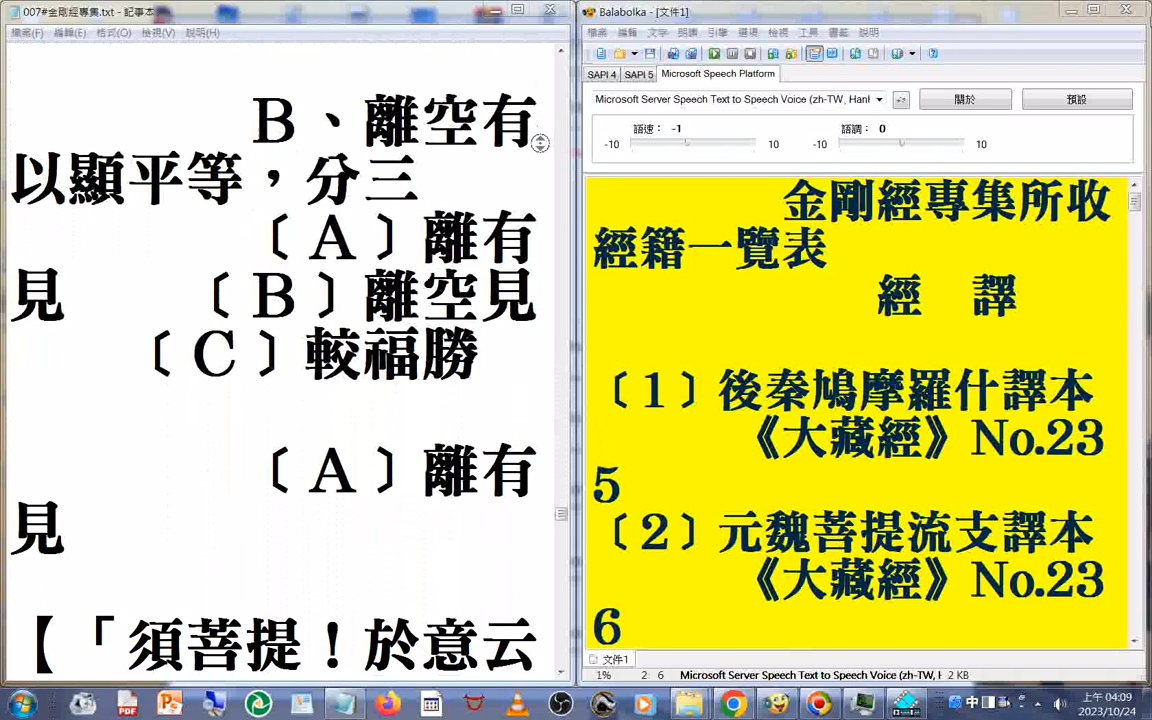 007#金剛經專集.txt - 記事本
檔案(F) 編輯(E) 格式(O) 檢視(V) 說明(H)
B、離空有
以顯平等，分三
〔A〕離有
見 〔B〕離空見
〔C〕較福勝
〔A〕離有
見
【「須菩提！於意云
Balabolka - [文件1]
檔案 編輯 文字 朗讀 引擎 選項 檢視 工具 書籤 說明
SAPI 4 SAPI 5 Microsoft Speech Platform
Microsoft Server Speech Text to Speech Voice (zh-TW, Hanl
關於 預設
語速： -1 語調： 0
-10 10 -10 10
金剛經專集所收
經籍一覽表
經 譯
〔1〕後秦鳩摩羅什譯本
《大藏經》No.23
5
〔2〕元魏菩提流支譯本
《大藏經》No.23
6
文件1
1% 2 6 Microsoft Server Speech Text to Speech Voice (zh-TW, H 2 KB
PDF 中 上午 04:09
2023/10/24